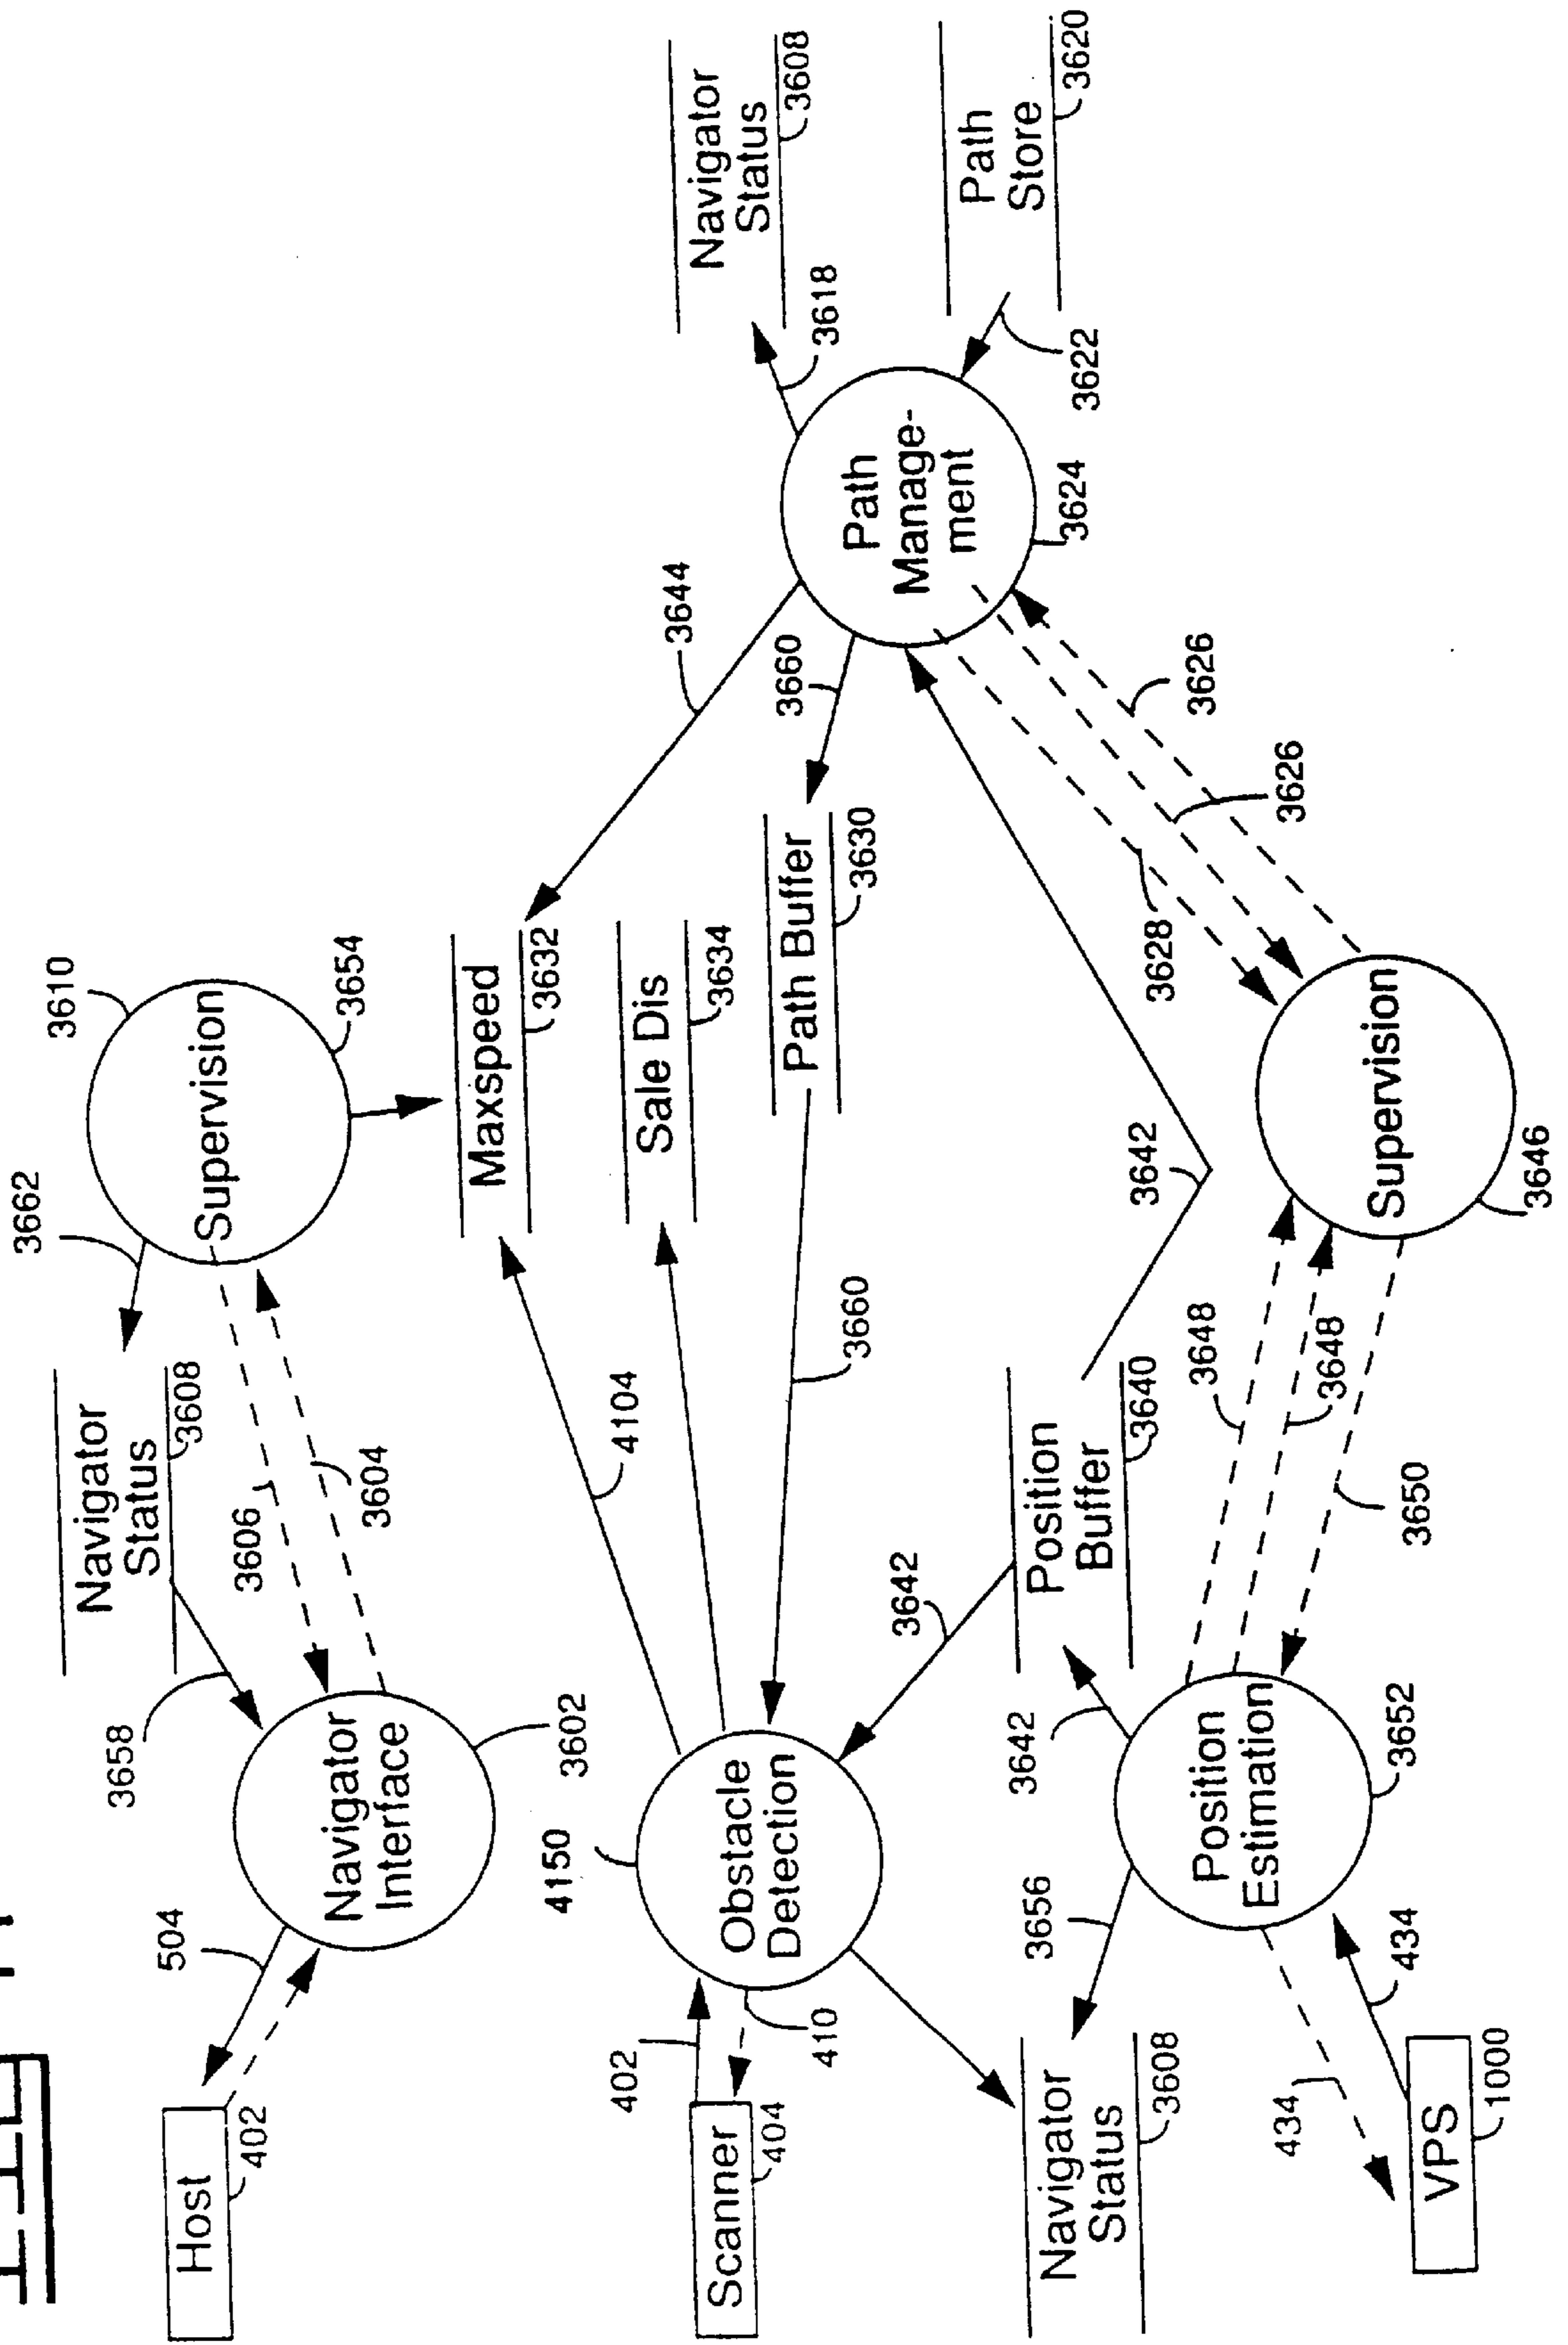 Host
402
504
3658
Navigator
Interface
3602
Navigator
Status
3608
3606
3604
3662
3610
Supervision
3654
Maxspeed
3632
4104
Sale Dis
3634
Path Buffer
3630
3660
3660
3644
Scanner
404
402
410
4150
Obstacle
Detection
3642
Navigator
Status
3608
3656
3642
Position
Buffer
3640
3642
VPS
1000
434
434
Position
Estimation
3652
3648
3648
3650
Supervision
3646
3628
3626
3626
Path
Manage-
ment
3624
3618
Navigator
Status
3608
3622
Path
Store
3620